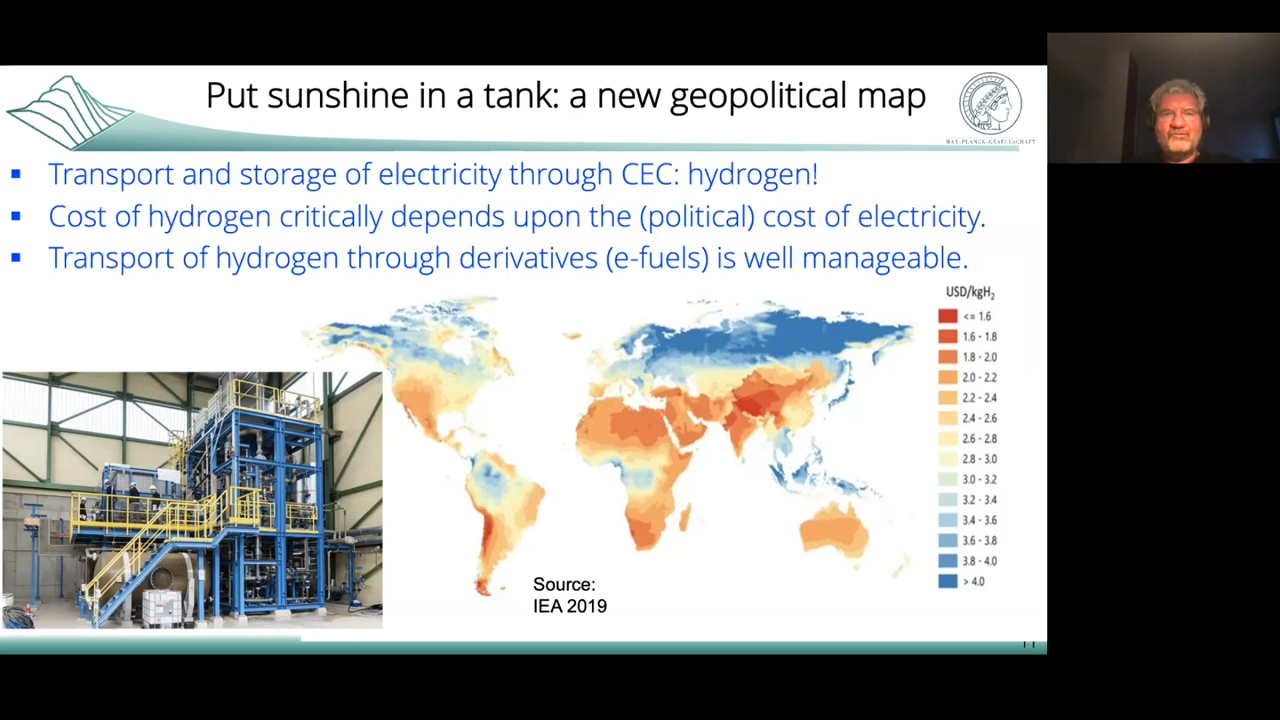 Put sunshine in a tank: a new geopolitical map
MAX-PLANCK-GESELLSCHAFT
Transport and storage of electricity through CEC: hydrogen!
Cost of hydrogen critically depends upon the (political) cost of electricity.
Transport of hydrogen through derivatives (e-fuels) is well manageable.
USD/kgH₂
<= 1.6
1.6 - 1.8
1.8 - 2.0
2.0 - 2.2
2.2 - 2.4
2.4 - 2.6
2.6 - 2.8
2.8 - 3.0
3.0 - 3.2
3.2 - 3.4
3.4 - 3.6
3.6 - 3.8
3.8 - 4.0
> 4.0
Source:
IEA 2019